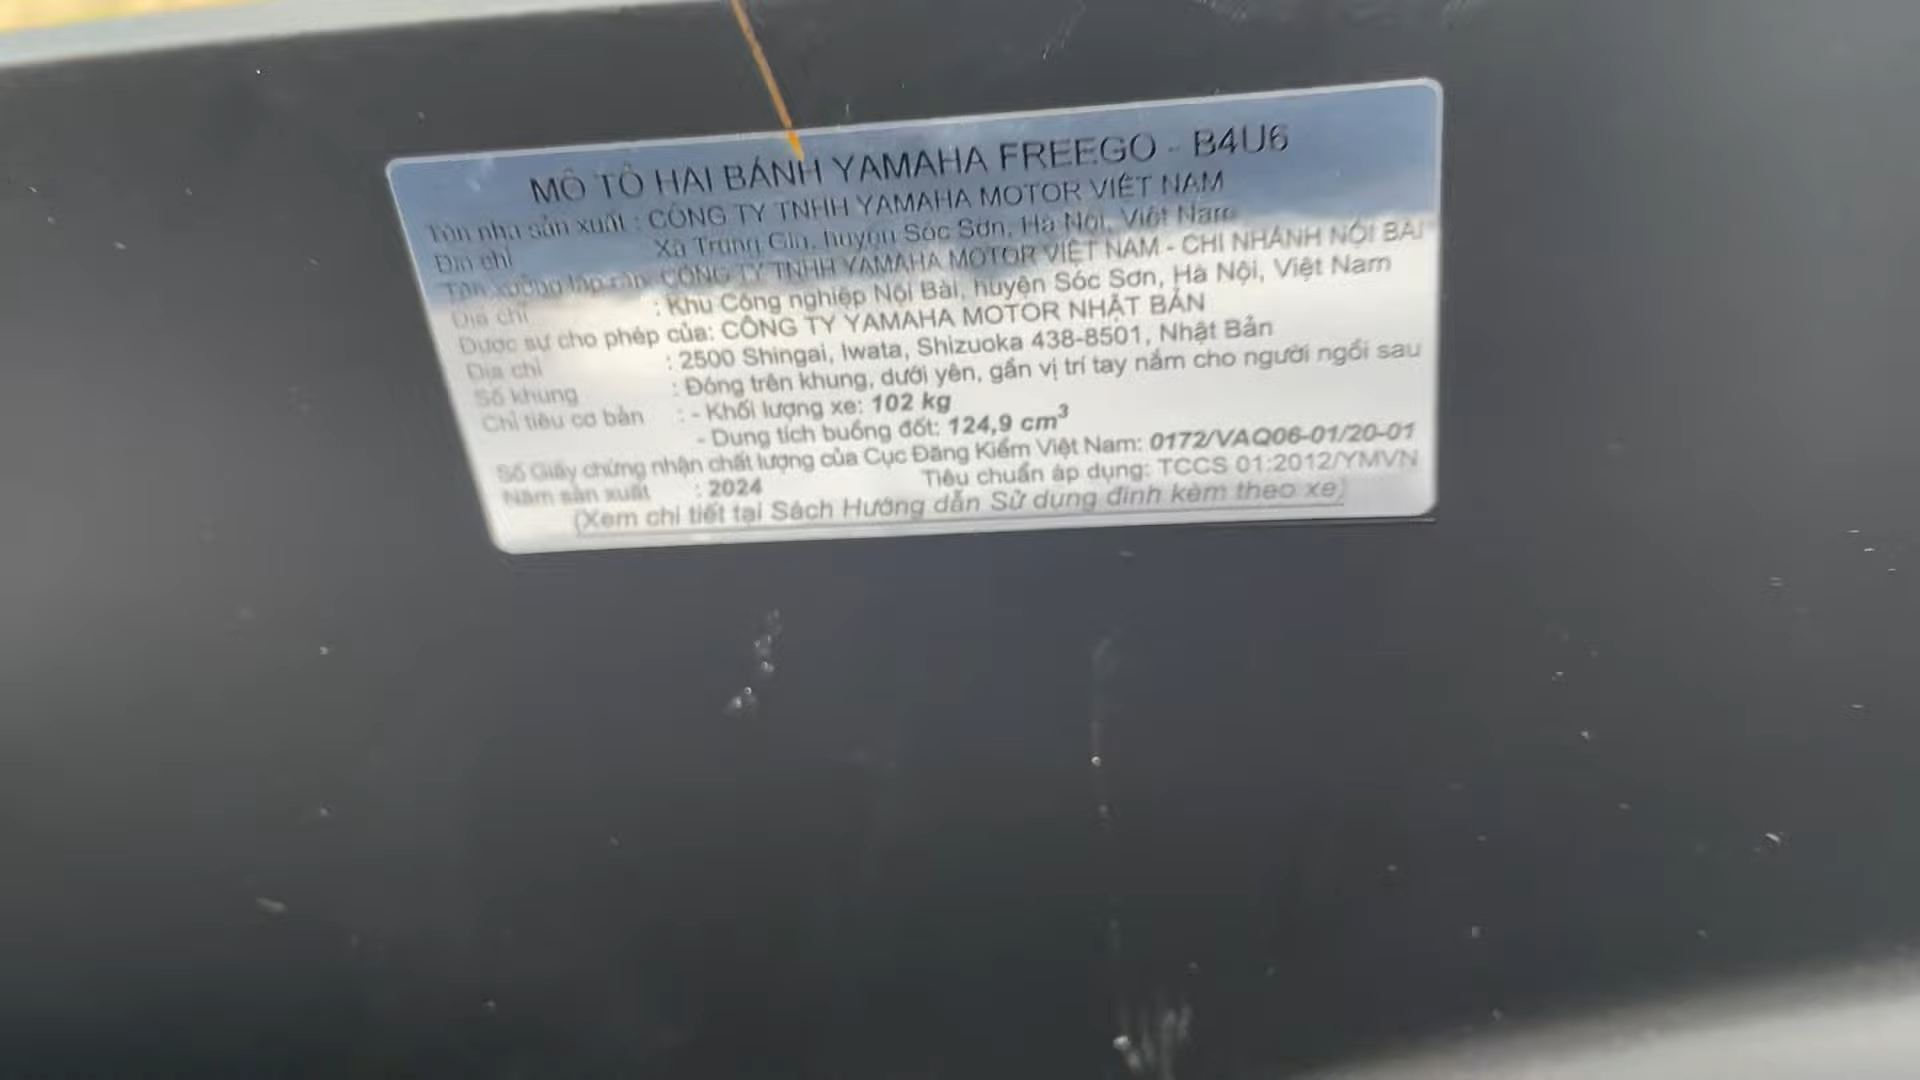 MÔ TÔ HAI BÁNH YAMAHA FREEGO - B4U6
Tên nhà sản xuất : CÔNG TY TNHH YAMAHA MOTOR VIỆT NAM
Địa chỉ Xã Trung Giã, huyện Sóc Sơn, Hà Nội, Việt Nam
Tên xưởng lắp ráp CÔNG TY TNHH YAMAHA MOTOR VIỆT NAM - CHI NHÁNH NỘI BÀI
Địa chỉ : Khu Công nghiệp Nội Bài, huyện Sóc Sơn, Hà Nội, Việt Nam
Được sự cho phép của: CÔNG TY YAMAHA MOTOR NHẬT BẢN
Địa chỉ : 2500 Shingai, Iwata, Shizuoka 438-8501, Nhật Bản
Số khung : Đóng trên khung, dưới yên, gần vị trí tay nắm cho người ngồi sau
Chỉ tiêu cơ bản : - Khối lượng xe: 102 kg
- Dung tích buồng đốt: 124,9 cm³
Số Giấy chứng nhận chất lượng của Cục Đăng Kiểm Việt Nam: 0172/VAQ06-01/20-01
Năm sản xuất : 2024 Tiêu chuẩn áp dụng: TCCS 01:2012/YMVN
(Xem chi tiết tại Sách Hướng dẫn Sử dụng đính kèm theo xe)